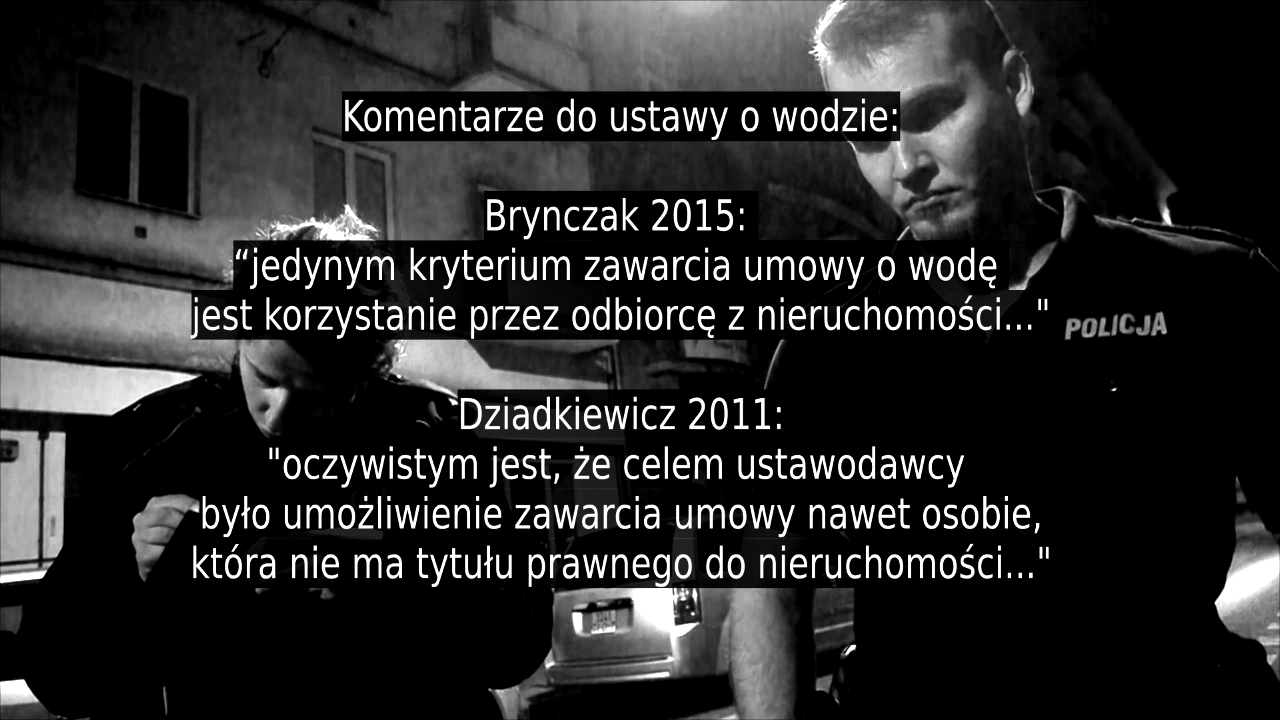 Komentarze do ustawy o wodzie:
Brynczak 2015:
“jedynym kryterium zawarcia umowy o wodę
jest korzystanie przez odbiorcę z nieruchomości..."
POLICJA
Dziadkiewicz 2011:
"oczywistym jest, że celem ustawodawcy
było umożliwienie zawarcia umowy nawet osobie,
która nie ma tytułu prawnego do nieruchomości..."